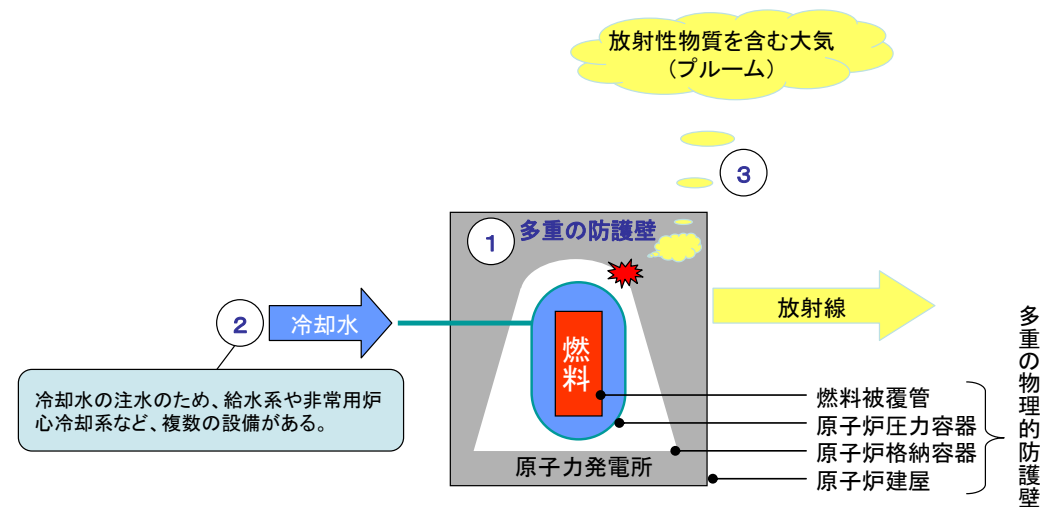 放射性物質を含む大気
(プルーム)
3
1
多重の防護壁
2
冷却水
放射線
燃料
冷却水の注水のため、給水系や非常用炉
心冷却系など、複数の設備がある。
燃料被覆管
原子炉圧力容器
原子炉格納容器
原子炉建屋
原子力発電所
多重の物理的防護壁